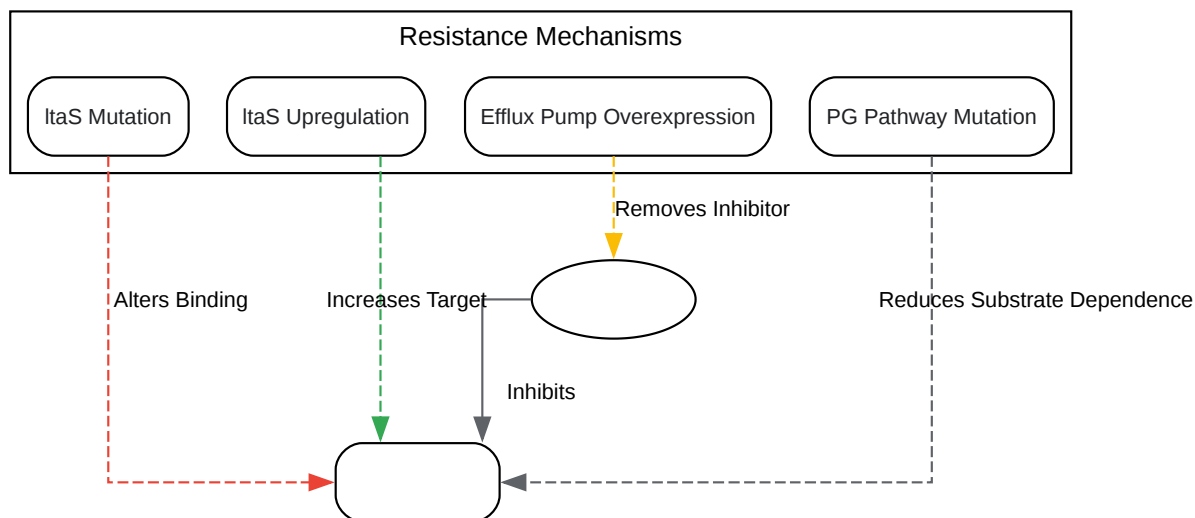 Resistance Mechanisms
ltaS Mutation
ltaS Upregulation
Efflux Pump Overexpression
PG Pathway Mutation
Removes Inhibitor
Alters Binding
Increases Target
Reduces Substrate Dependence
Inhibits